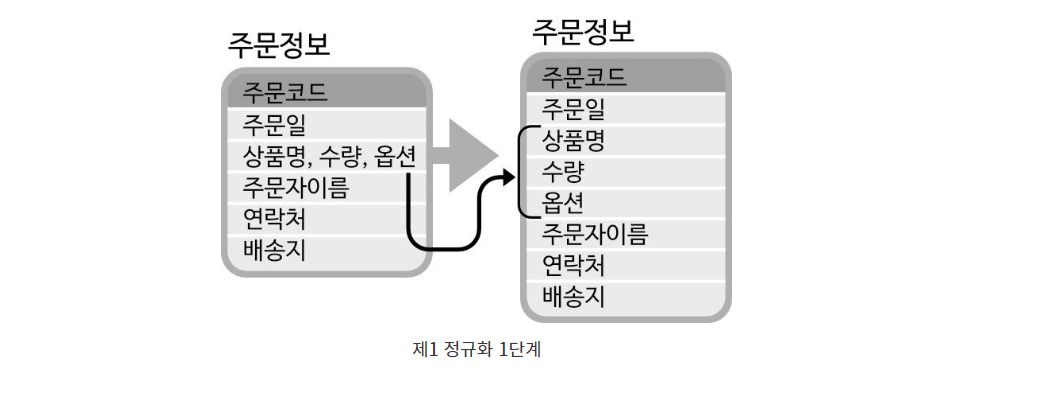 주문정보
주문코드
주문일
상품명, 수량, 옵션
주문자이름
연락처
배송지
주문정보
주문코드
주문일
상품명
수량
옵션
주문자이름
연락처
배송지
제1 정규화 1단계